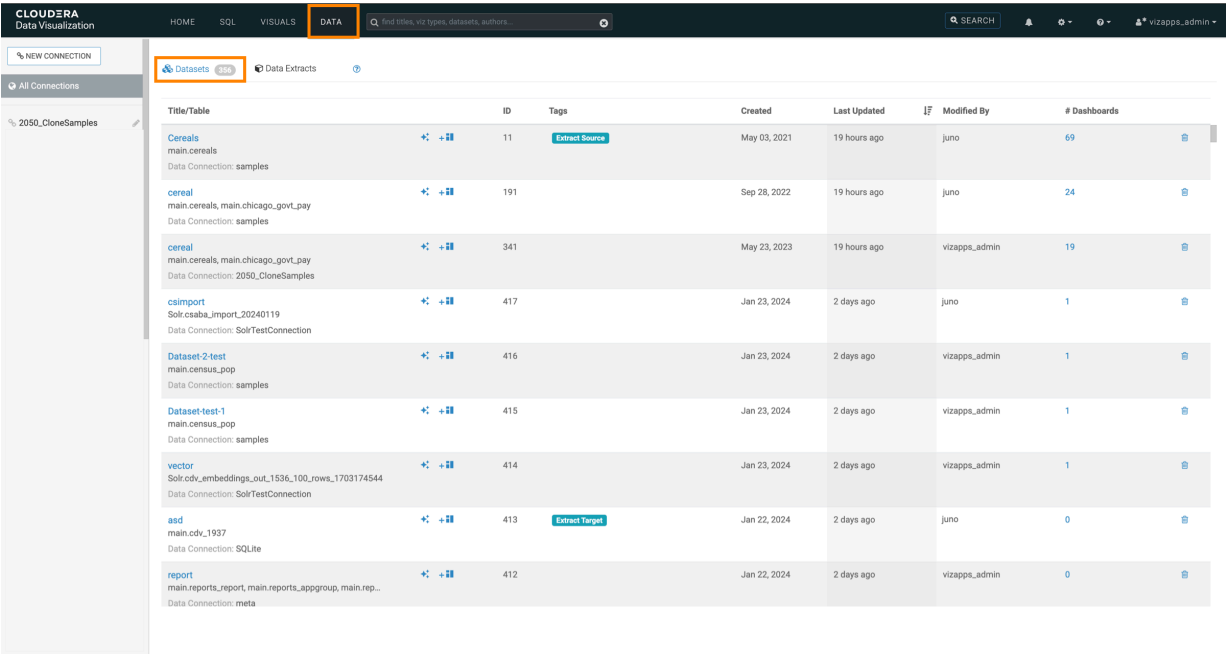 CLOUDERA
Data Visualization
HOME SQL VISUALS DATA find titles, viz types, datasets, authors... SEARCH vizapps_admin
NEW CONNECTION
All Connections
2050_CloneSamples
Datasets 356 Data Extracts
Title/Table ID Tags Created Last Updated Modified By # Dashboards
Cereals 11 Extract Source May 03, 2021 19 hours ago juno 69
main.cereals
Data Connection: samples
cereal 191 Sep 28, 2022 19 hours ago juno 24
main.cereals, main.chicago_govt_pay
Data Connection: samples
cereal 341 May 23, 2023 19 hours ago vizapps_admin 19
main.cereals, main.chicago_govt_pay
Data Connection: 2050_CloneSamples
csimport 417 Jan 23, 2024 2 days ago juno 1
Solr.csaba_import_20240119
Data Connection: SolrTestConnection
Dataset-2-test 416 Jan 23, 2024 2 days ago vizapps_admin 1
main.census_pop
Data Connection: samples
Dataset-test-1 415 Jan 23, 2024 2 days ago vizapps_admin 1
main.census_pop
Data Connection: samples
vector 414 Jan 23, 2024 2 days ago vizapps_admin 1
Solr.cdv_embeddings_out_1536_100_rows_1703174544
Data Connection: SolrTestConnection
asd 413 Extract Target Jan 22, 2024 2 days ago juno 0
main.cdv_1937
Data Connection: SQLite
report 412 Jan 22, 2024 2 days ago vizapps_admin 0
main.reports_report, main.reports_appgroup, main.rep...
Data Connection: meta